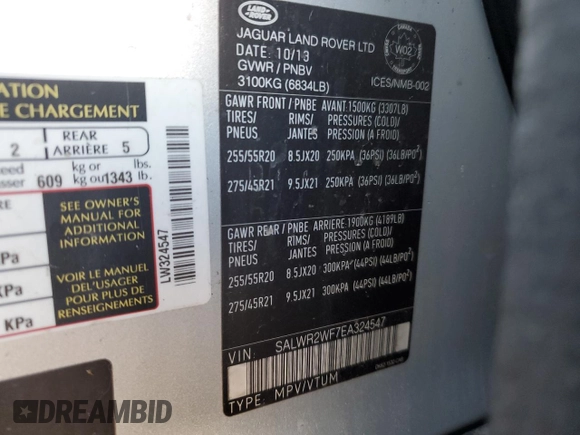 ATION
E CHARGEMENT
2
REAR
ARRIÈRE 5
609 kg or lbs.
kg ou 1343 lb.
SEE OWNER'S
MANUAL FOR
ADDITIONAL
INFORMATION
VOIR LE MANUEL
DE L'USAGER
POUR PLUS DE
RENSEIGNEMENTS
KPa
LW324547
LAND ROVER
JAGUAR LAND ROVER LTD
DATE 10/13
GVWR / PNBV
3100KG (6834LB)
CANADA
W02
ICES/NMB-002
GAWR FRONT / PNBE AVANT:1500KG (3307LB)
TIRES/ RIMS/ PRESSURES (COLD)/
PNEUS JANTES PRESSION (A FROID)
255/55R20 8.5JX20 250KPA (36PSI) (36LB/PO²)
275/45R21 9.5JX21 250KPA (36PSI) (36LB/PO²)
GAWR REAR / PNBE ARRIERE:1900KG (4189LB)
TIRES/ RIMS/ PRESSURES (COLD)/
PNEUS JANTES PRESSION (A FROID)
255/55R20 8.5JX20 300KPA (44PSI) (44LB/PO²)
275/45R21 9.5JX21 300KPA (44PSI) (44LB/PO²)
VIN: SALWR2WF7EA324547
TYPE: MPV/VTUM
DREAMBID